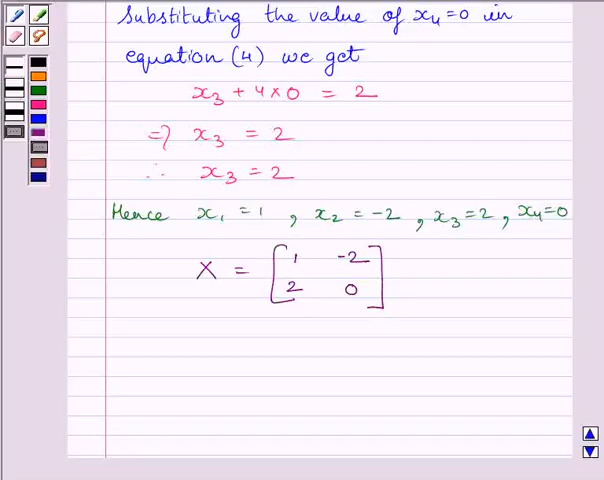 Substituting the value of x₄=0 in
equation (4) we get
x₃ + 4 × 0 = 2
=> x₃ = 2
∴ x₃ = 2
Hence x₁ = 1 , x₂ = -2 , x₃ = 2 , x₄ = 0
X = [ 1 -2
2 0 ]